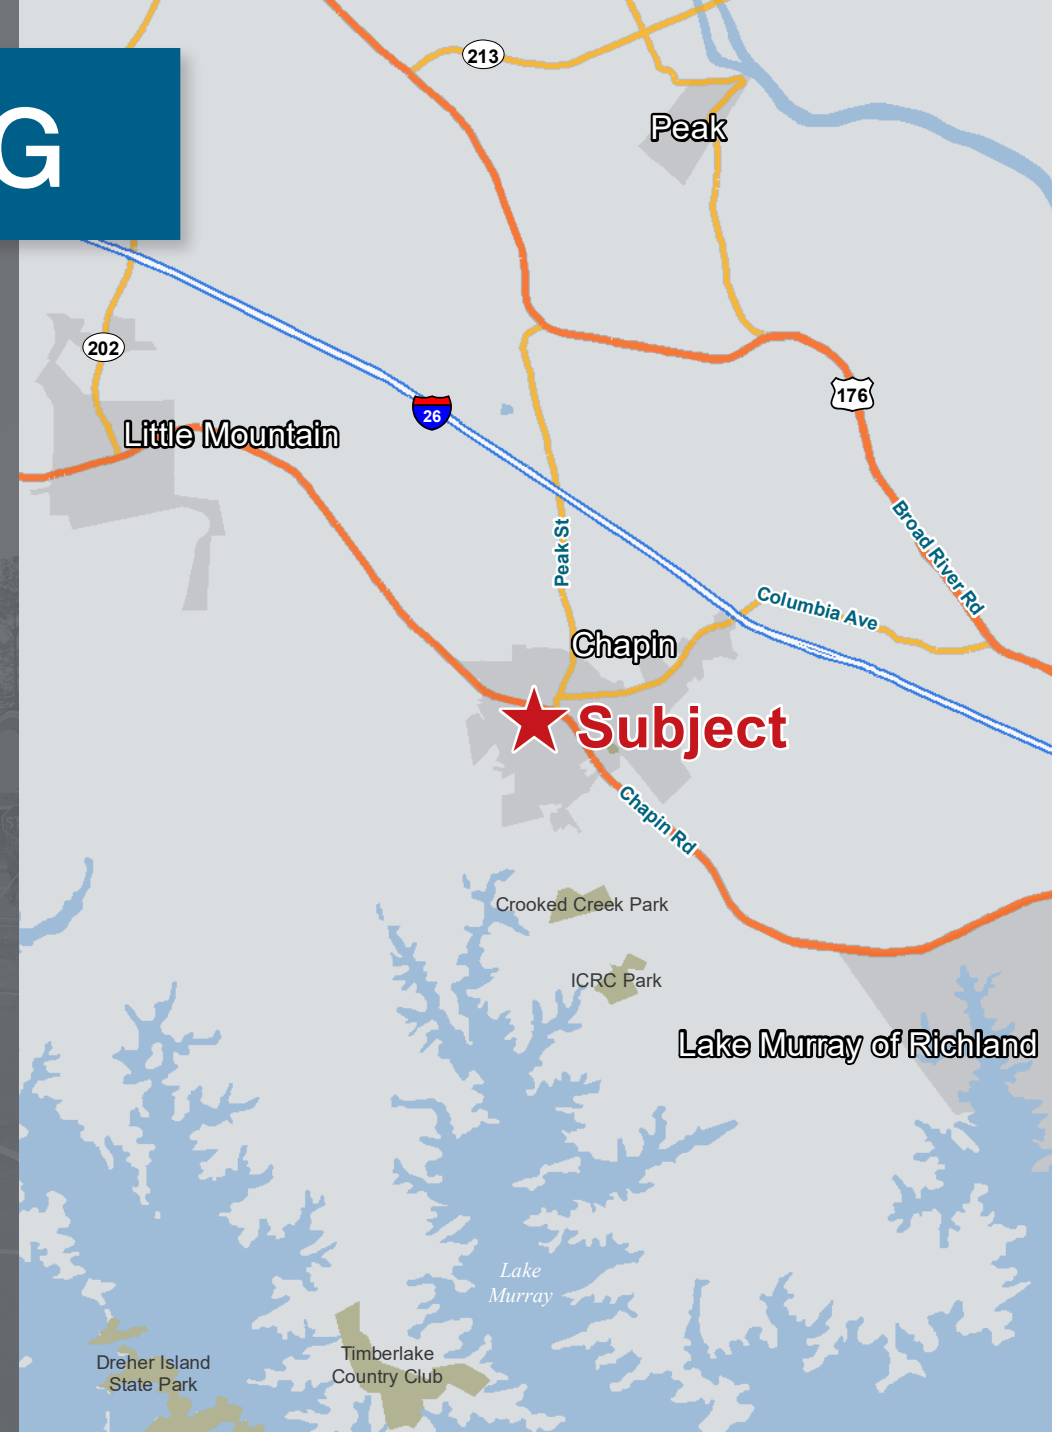 213
G
Peak
202
26
176
Little Mountain
Peak St
Broad River Rd
Columbia Ave
Chapin
Subject
Chapin Rd
Crooked Creek Park
ICRC Park
Lake Murray of Richland
Lake
Murray
Timberlake
Country Club
Dreher Island
State Park